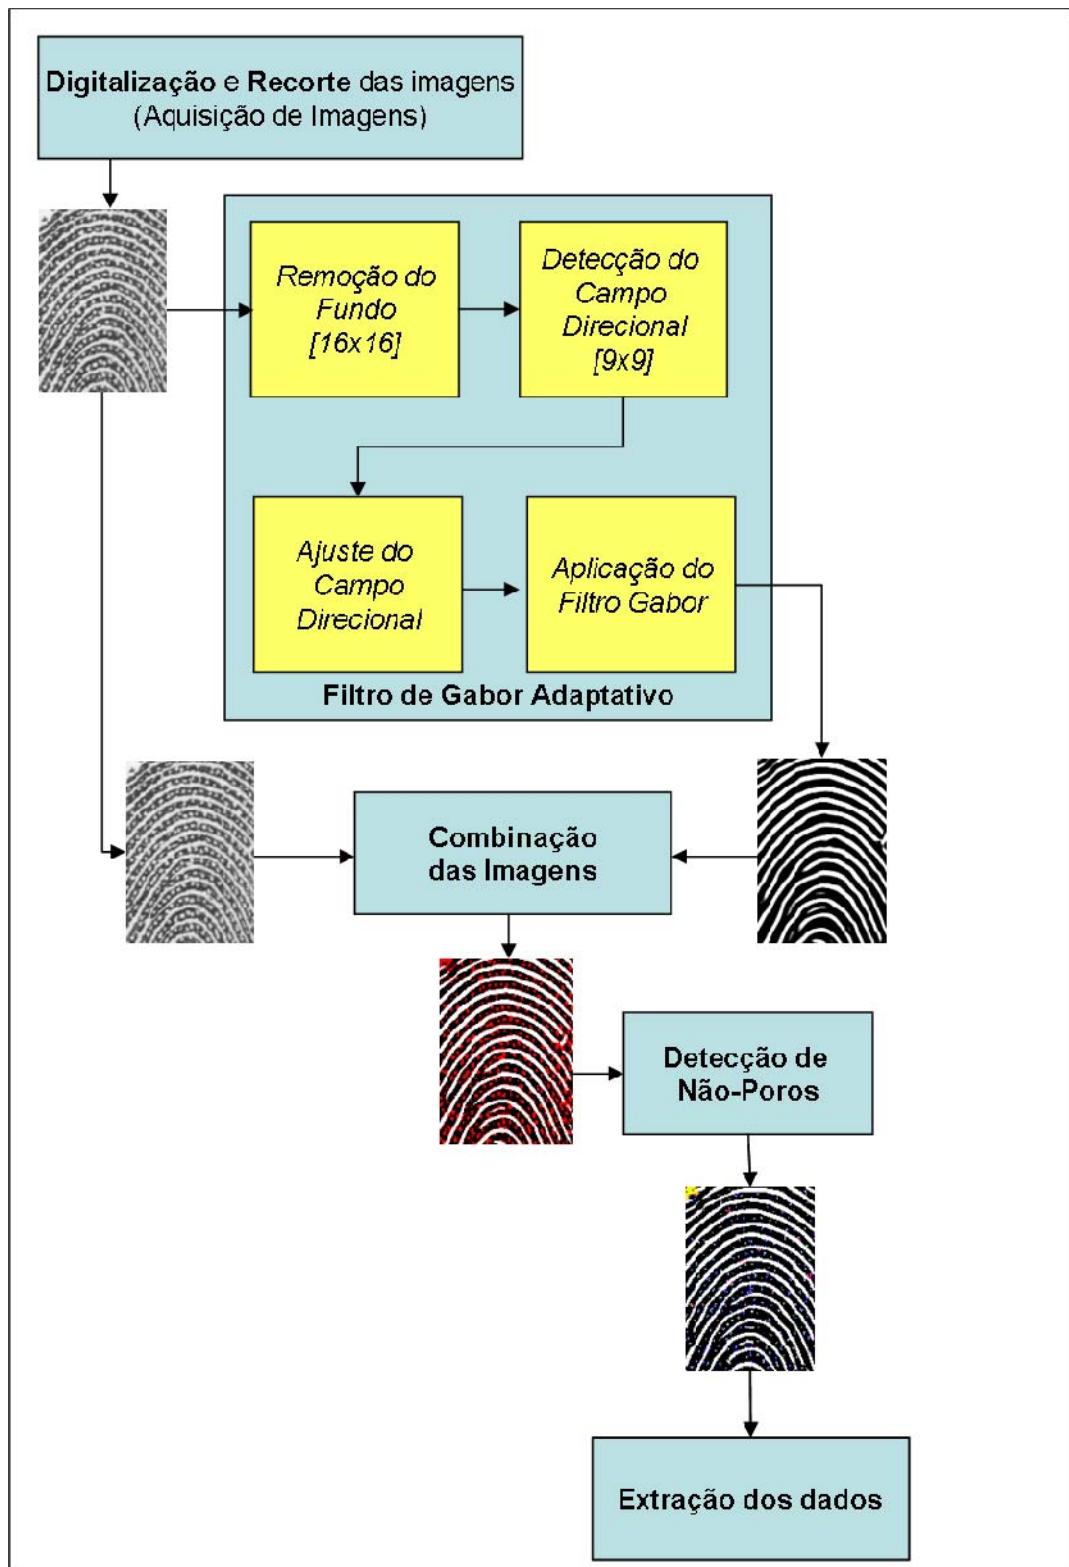 Digitalização e Recorte das imagens
(Aquisição de Imagens)
Remoção do
Fundo
[16x16]
Detecção do
Campo
Direcional
[9x9]
Ajuste do
Campo
Direcional
Aplicação do
Filtro Gabor
Filtro de Gabor Adaptativo
Combinação
das Imagens
Detecção de
Não-Poros
Extração dos dados